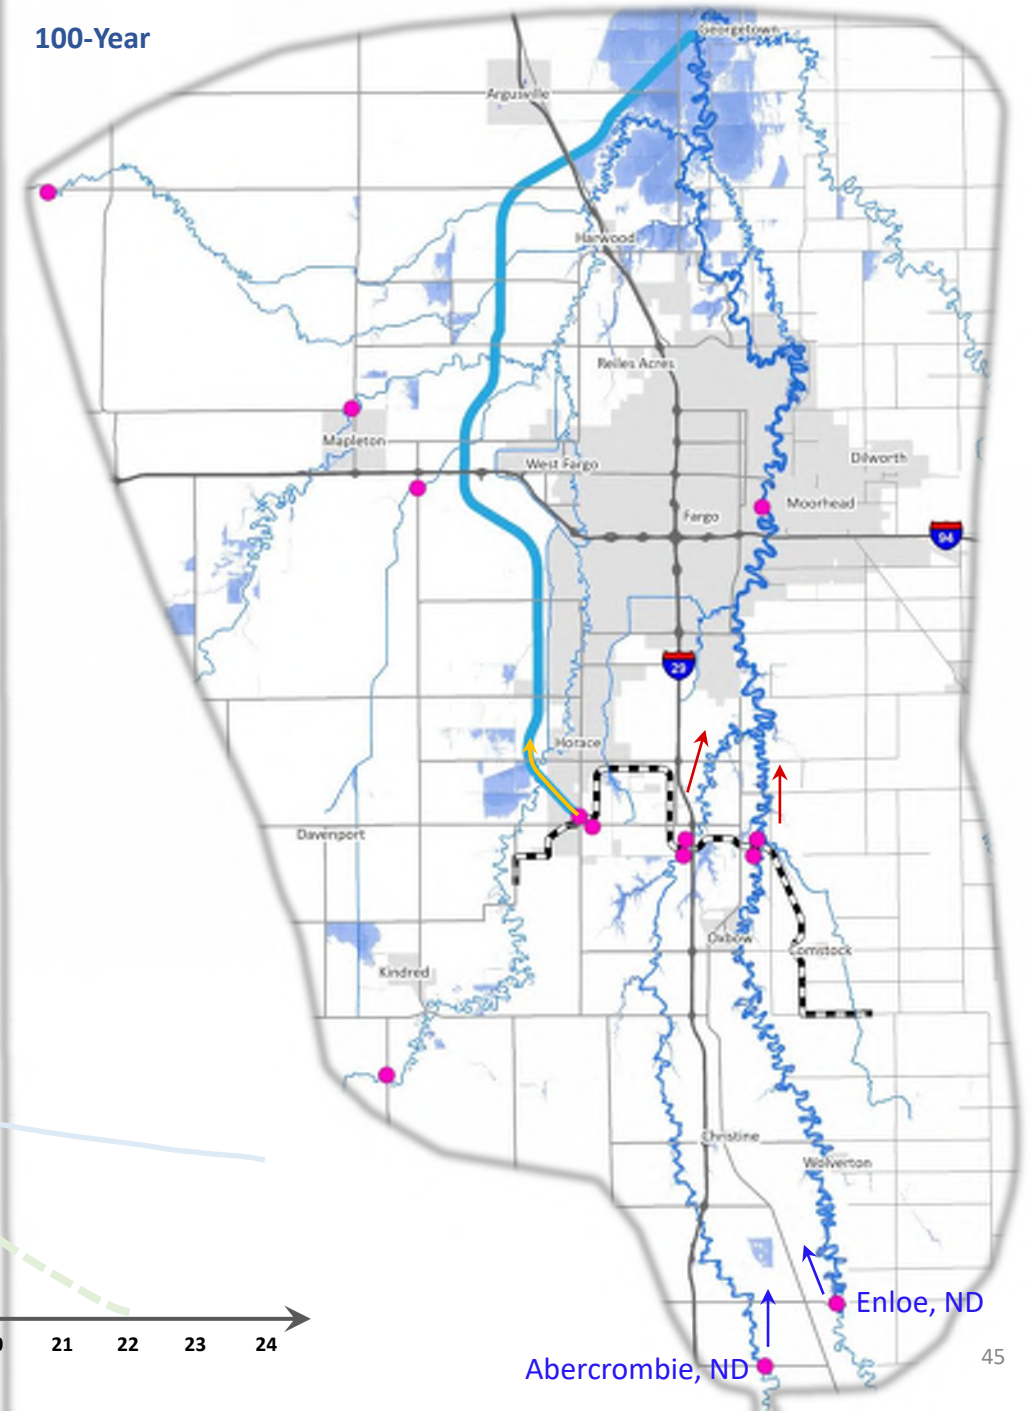 100-Year
Georgetown
Argusville
Harwood
Reiles Acres
Mapleton
West Fargo
Dilworth
Moorhead
Fargo
94
29
Horace
Davenport
Oxbow
Comstock
Kindred
Christine
Wolverton
Enloe, ND
Abercrombie, ND
21 22 23 24
45